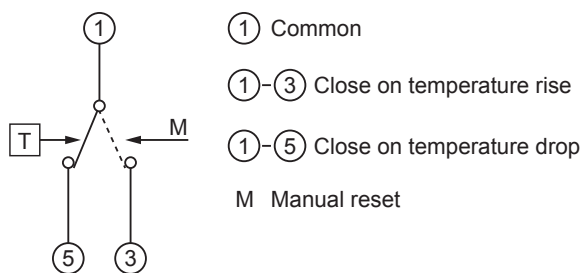 1
1 Common
1-3 Close on temperature rise
T
M
1-5 Close on temperature drop
M Manual reset
5
3